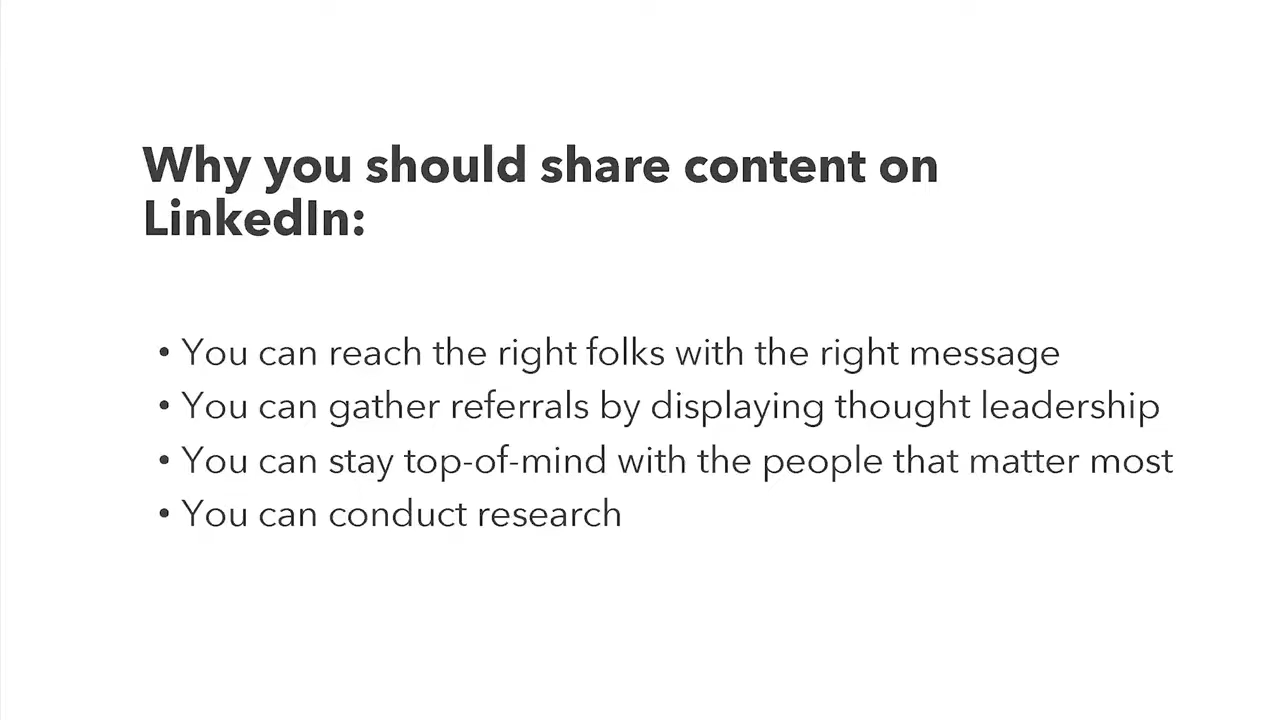 Why you should share content on
LinkedIn:
• You can reach the right folks with the right message
• You can gather referrals by displaying thought leadership
• You can stay top-of-mind with the people that matter most
• You can conduct research